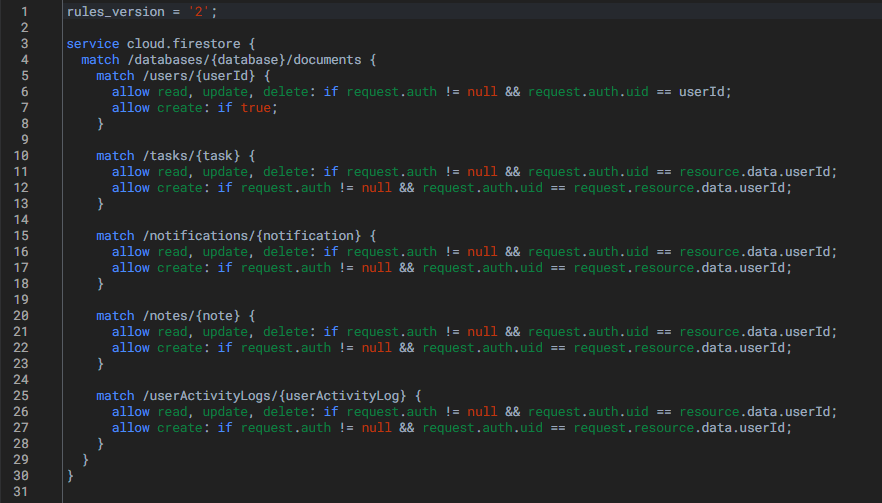 1 rules_version = '2';
2
3 service cloud.firestore {
4   match /databases/{database}/documents {
5     match /users/{userId} {
6       allow read, update, delete: if request.auth != null && request.auth.uid == userId;
7       allow create: if true;
8     }
9
10     match /tasks/{task} {
11       allow read, update, delete: if request.auth != null && request.auth.uid == resource.data.userId;
12       allow create: if request.auth != null && request.auth.uid == request.resource.data.userId;
13     }
14
15     match /notifications/{notification} {
16       allow read, update, delete: if request.auth != null && request.auth.uid == resource.data.userId;
17       allow create: if request.auth != null && request.auth.uid == request.resource.data.userId;
18     }
19
20     match /notes/{note} {
21       allow read, update, delete: if request.auth != null && request.auth.uid == resource.data.userId;
22       allow create: if request.auth != null && request.auth.uid == request.resource.data.userId;
23     }
24
25     match /userActivityLogs/{userActivityLog} {
26       allow read, update, delete: if request.auth != null && request.auth.uid == resource.data.userId;
27       allow create: if request.auth != null && request.auth.uid == request.resource.data.userId;
28     }
29   }
30 }
31